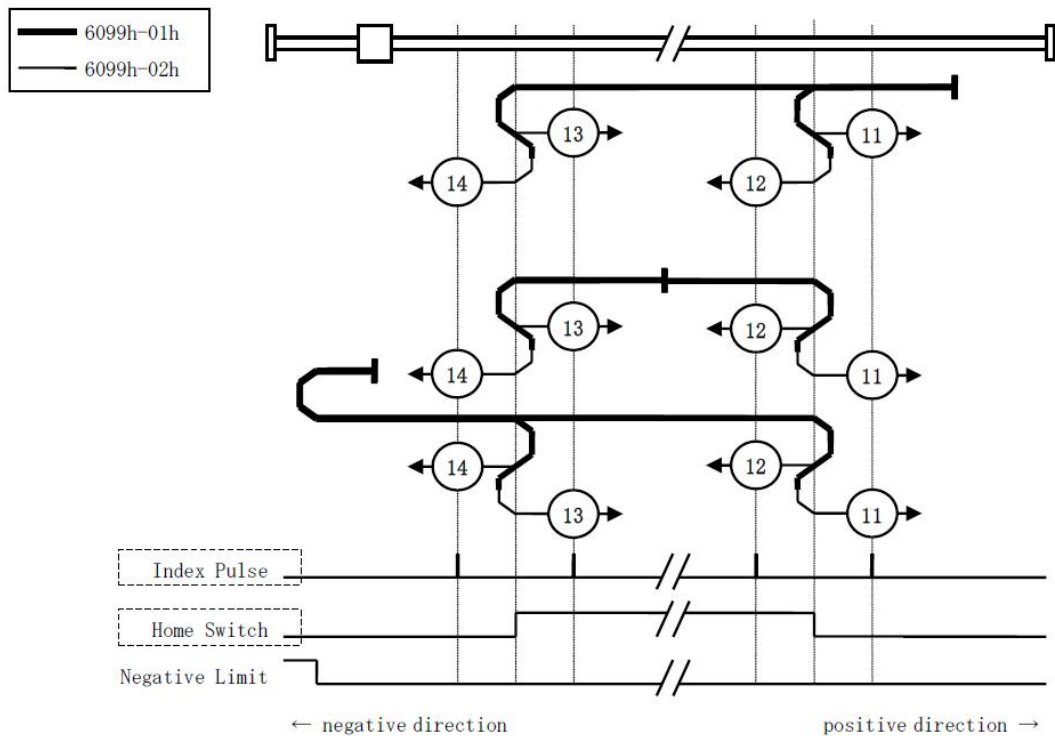 6099h-01h
6099h-02h
13
11
14
12
13
12
14
11
14
12
13
11
Index Pulse
Home Switch
Negative Limit
← negative direction
positive direction →